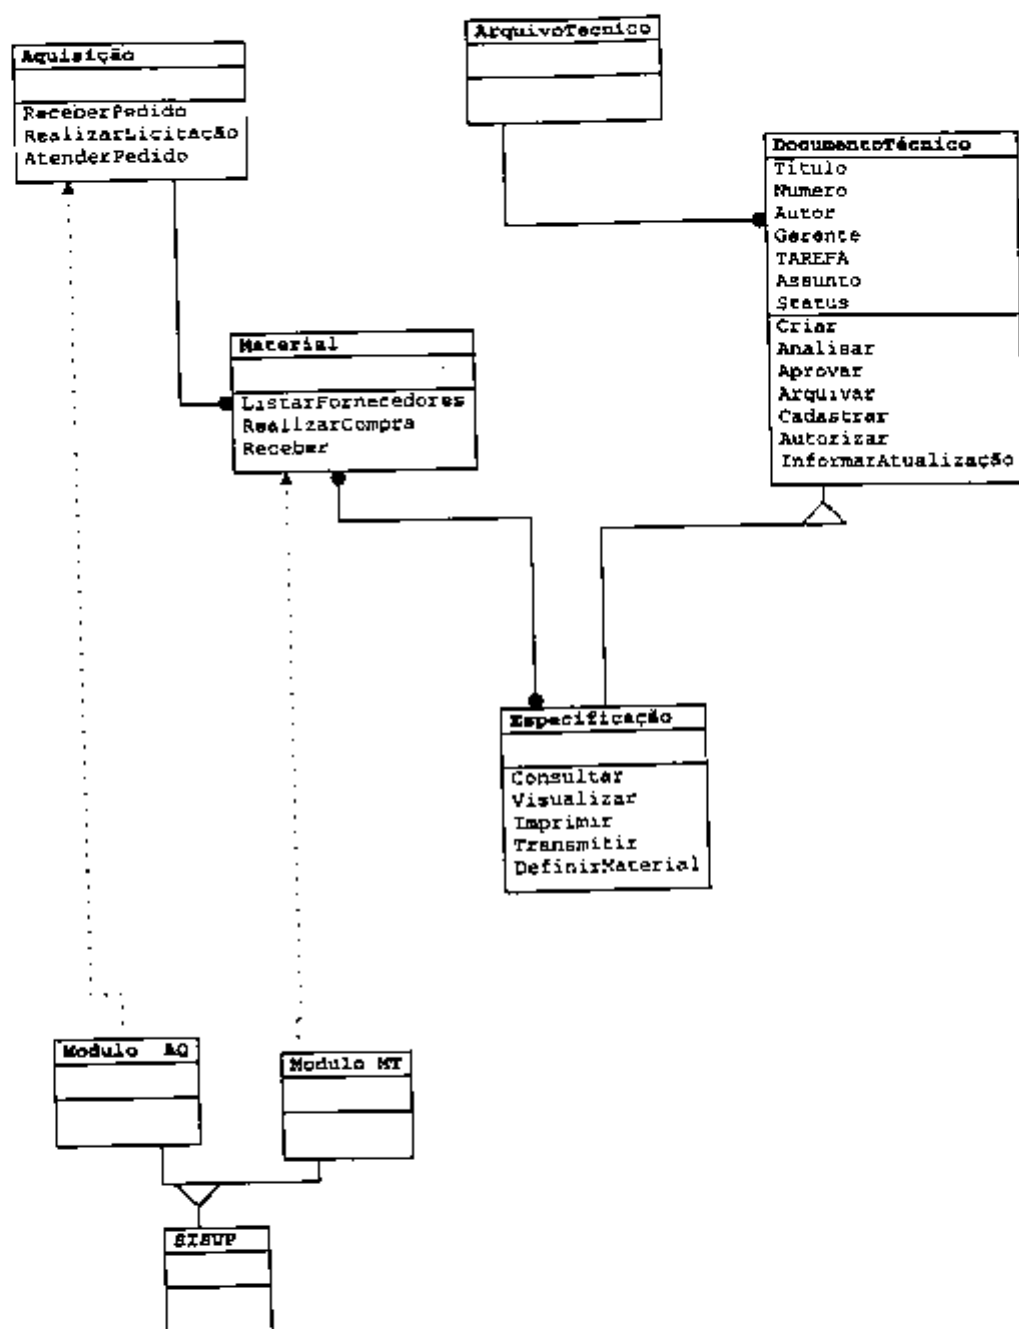 ArquivoTecnico
Aquisição
ReceberPedido
RealizarLicitação
AtenderPedido
DocumentoTécnico
Titulo
Numero
Autor
Gerente
TAREFA
Assunto
Status
Criar
Analisar
Aprovar
Arquivar
Cadastrar
Autorizar
InformarAtualização
Material
ListarFornecedores
RealizarCompra
Receber
Especificação
Consultar
Visualizar
Imprimir
Transmitir
DefinirMaterial
Modulo AQ
Modulo MT
SISUP